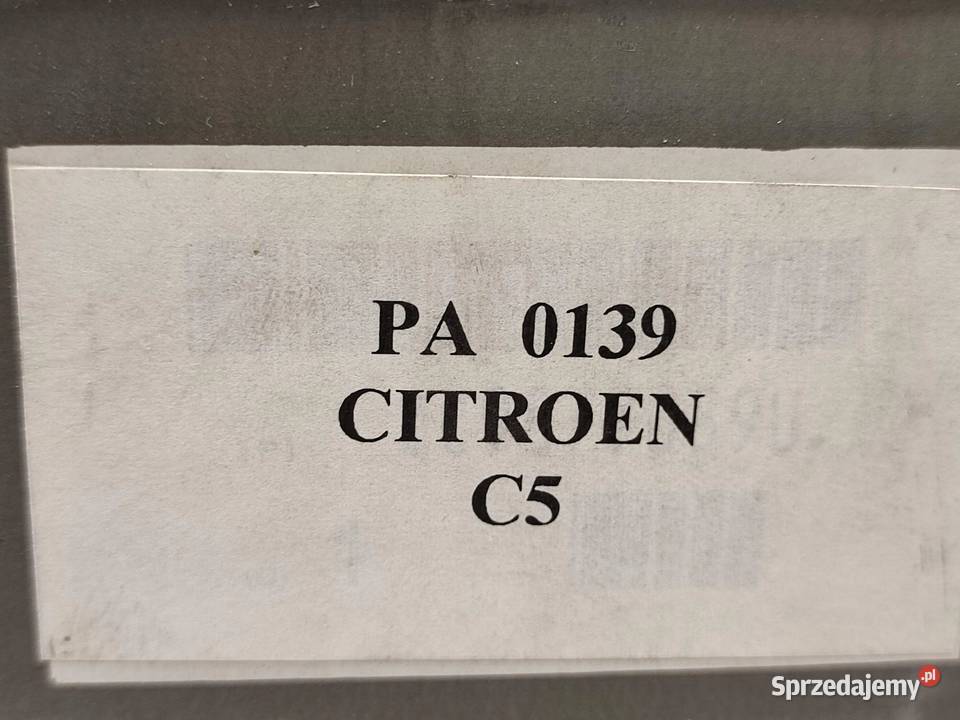 PA 0139
CITROEN
C5
Sprzedajemy.pl